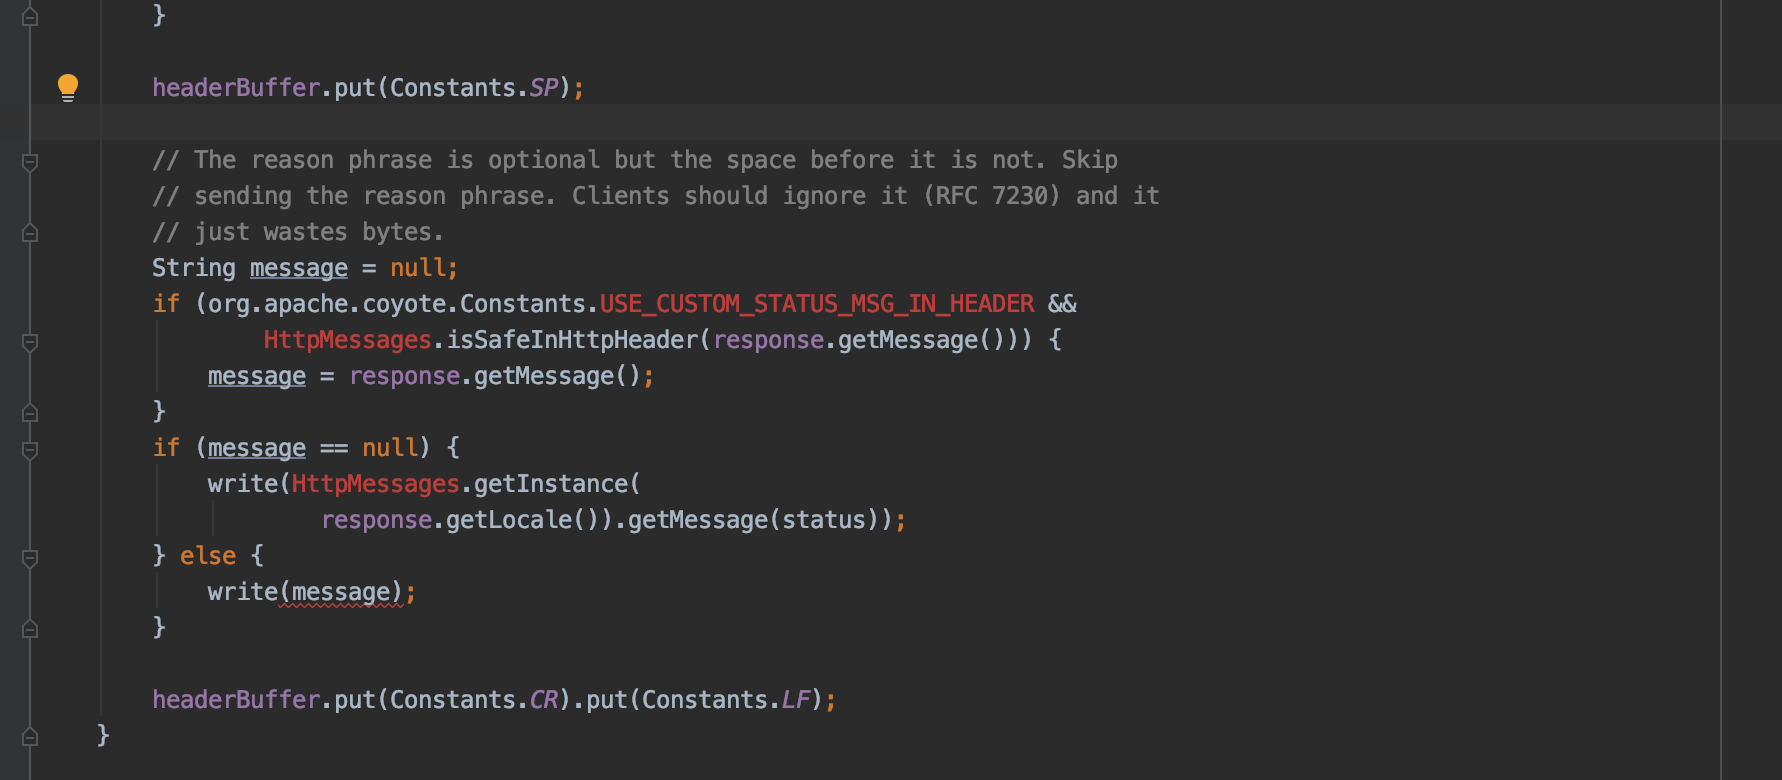 }
headerBuffer.put(Constants.SP);
// The reason phrase is optional but the space before it is not. Skip
// sending the reason phrase. Clients should ignore it (RFC 7230) and it
// just wastes bytes.
String message = null;
if (org.apache.coyote.Constants.USE_CUSTOM_STATUS_MSG_IN_HEADER &&
HttpMessages.isSafeInHttpHeader(response.getMessage())) {
message = response.getMessage();
}
if (message == null) {
write(HttpMessages.getInstance(
response.getLocale()).getMessage(status));
} else {
write(message);
}
headerBuffer.put(Constants.CR).put(Constants.LF);
}